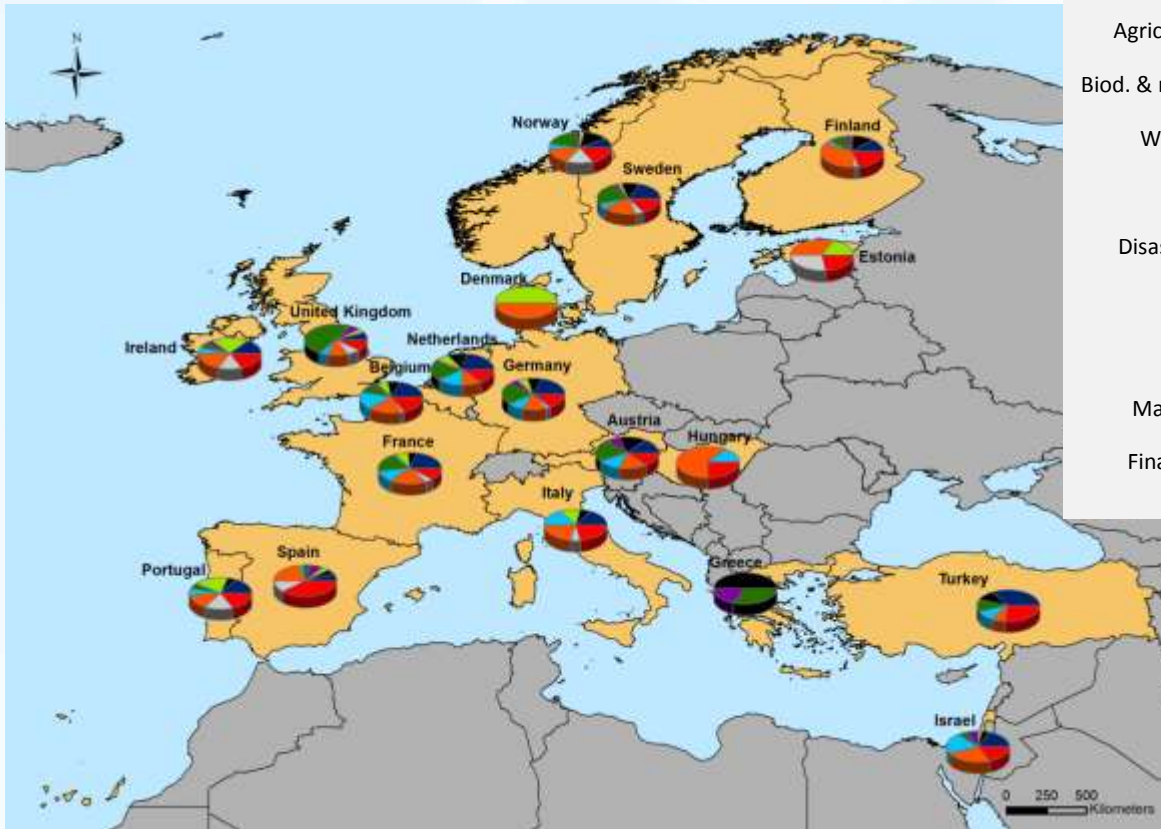 N
Agric
Biod. & r
Norway
Finland
W
Sweden
Disas
Estonia
Denmark
United Kingdom
Ireland
Netherlands
Belgium
Germany
Austria
Ma
France
Hungary
Fina
Italy
Portugal
Spain
Greece
Turkey
Israel
0 250 500
Kilometers